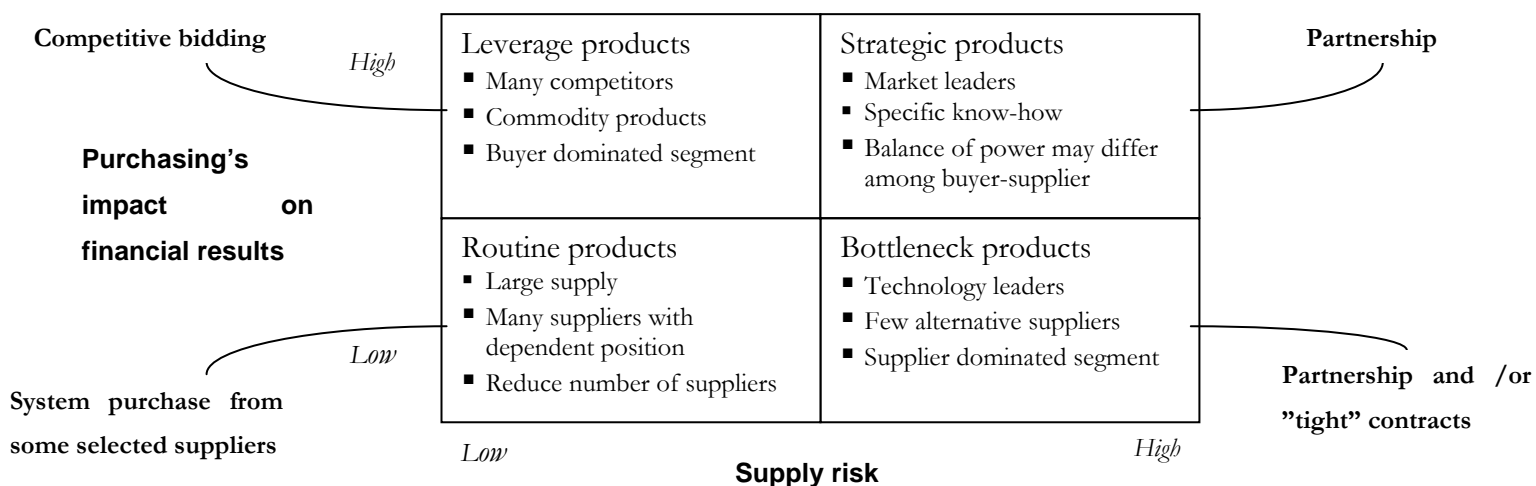 Competitive bidding
High
Purchasing's
impact on
financial results
Low
System purchase from
some selected suppliers
Leverage products
▪ Many competitors
▪ Commodity products
▪ Buyer dominated segment
Strategic products
▪ Market leaders
▪ Specific know-how
▪ Balance of power may differ
among buyer-supplier
Routine products
▪ Large supply
▪ Many suppliers with
dependent position
▪ Reduce number of suppliers
Bottleneck products
▪ Technology leaders
▪ Few alternative suppliers
▪ Supplier dominated segment
Partnership
Partnership and /or
”tight” contracts
Low
High
Supply risk